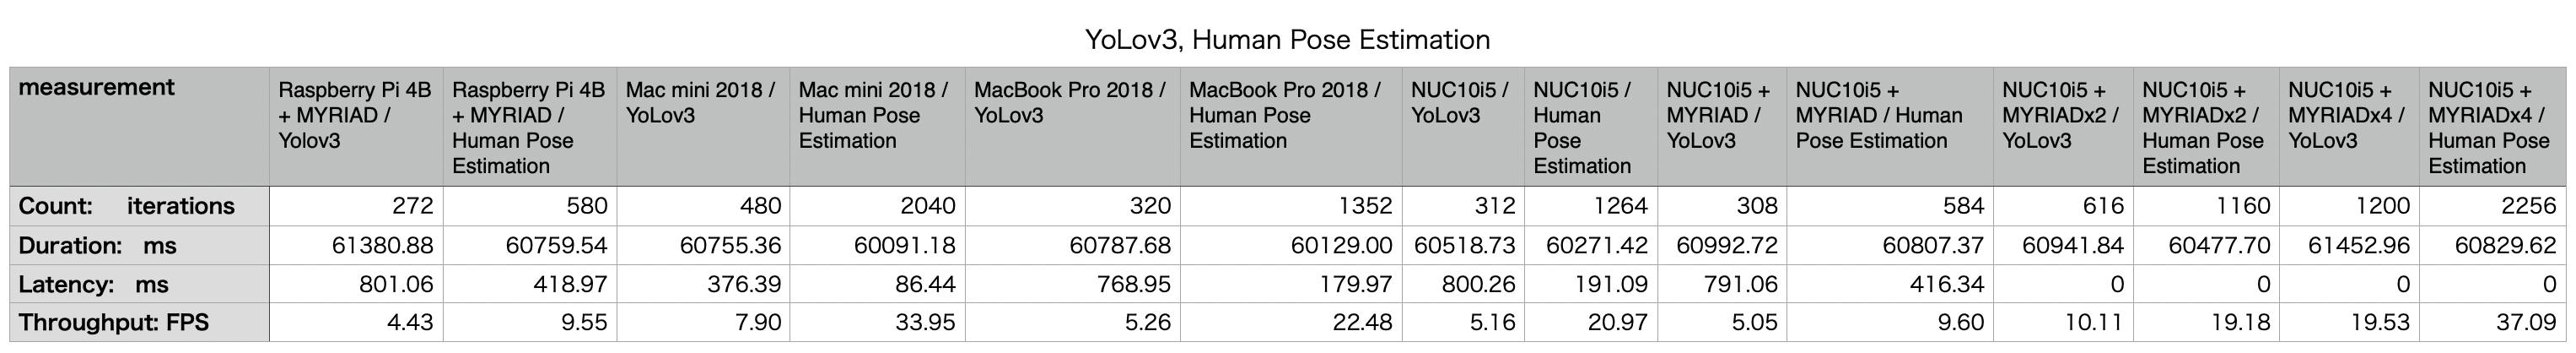 YoLov3, Human Pose Estimation
measurement Raspberry Pi 4B + MYRIAD / Yolov3 Raspberry Pi 4B + MYRIAD / Human Pose Estimation Mac mini 2018 / YoLov3 Mac mini 2018 / Human Pose Estimation MacBook Pro 2018 / YoLov3 MacBook Pro 2018 / Human Pose Estimation NUC10i5 / YoLov3 NUC10i5 / Human Pose Estimation NUC10i5 + MYRIAD / YoLov3 NUC10i5 + MYRIAD / Human Pose Estimation NUC10i5 + MYRIADx2 / YoLov3 NUC10i5 + MYRIADx2 / Human Pose Estimation NUC10i5 + MYRIADx4 / YoLov3 NUC10i5 + MYRIADx4 / Human Pose Estimation
Count: iterations 272 580 480 2040 320 1352 312 1264 308 584 616 1160 1200 2256
Duration: ms 61380.88 60759.54 60755.36 60091.18 60787.68 60129.00 60518.73 60271.42 60992.72 60807.37 60941.84 60477.70 61452.96 60829.62
Latency: ms 801.06 418.97 376.39 86.44 768.95 179.97 800.26 191.09 791.06 416.34 0 0 0 0
Throughput: FPS 4.43 9.55 7.90 33.95 5.26 22.48 5.16 20.97 5.05 9.60 10.11 19.18 19.53 37.09